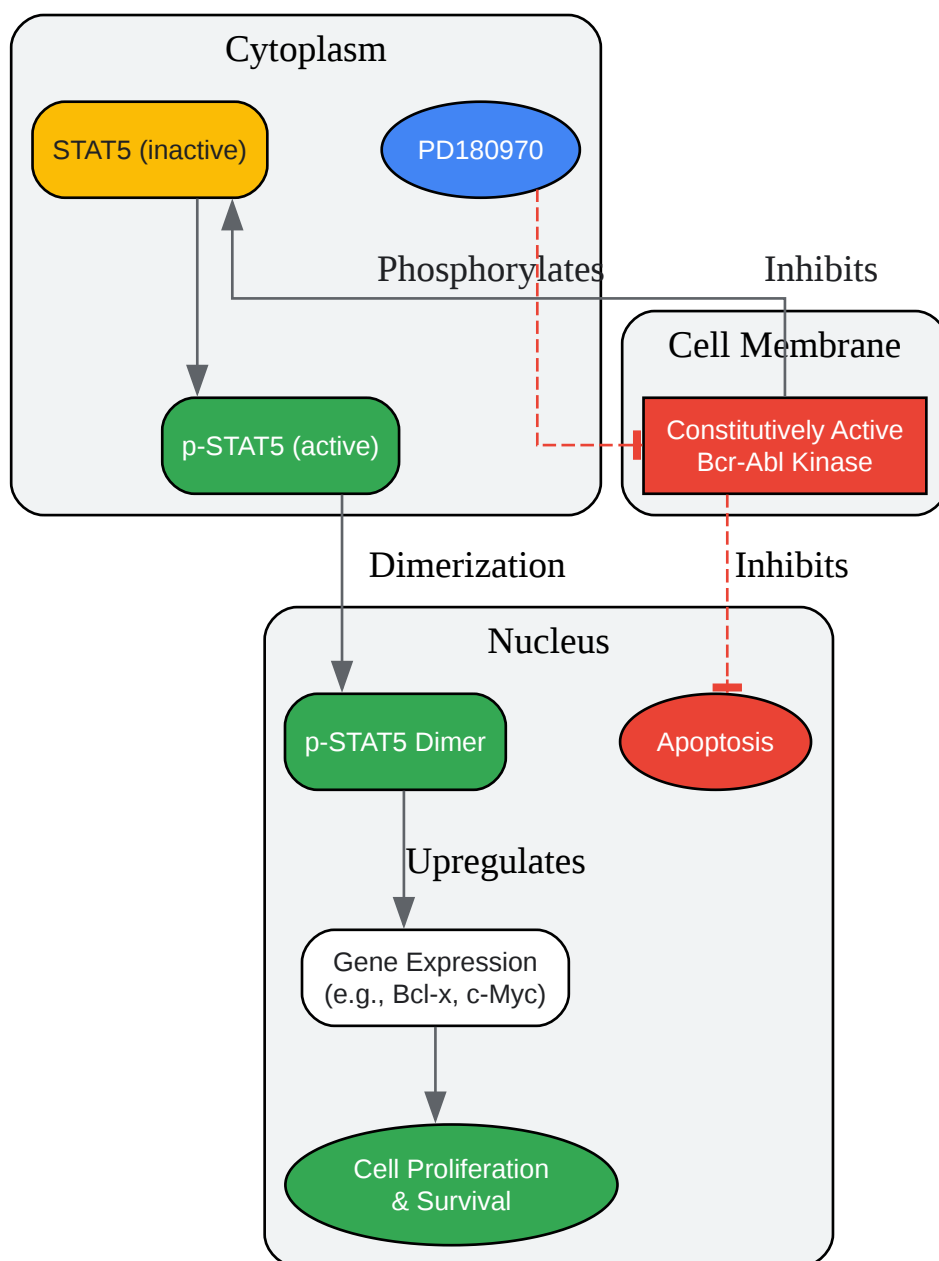 Cytoplasm
STAT5 (inactive)
PD180970
Phosphorylates
Inhibits
Cell Membrane
Constitutively Active
Bcr-Abl Kinase
p-STAT5 (active)
Dimerization
Inhibits
Nucleus
p-STAT5 Dimer
Apoptosis
Upregulates
Gene Expression
(e.g., Bcl-x, c-Myc)
Cell Proliferation
& Survival